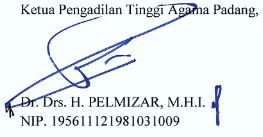 Ketua Pengadilan Tinggi Agama Padang,
Dr. Drs. H. PELMIZAR, M.H.I.
NIP. 195611121981031009